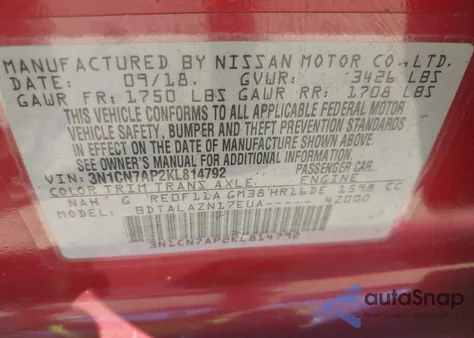 MANUFACTURED BY NISSAN MOTOR CO., LTD.
DATE: 09/18. GVWR: 3426 LBS
GAWR FR: 1750 LBS GAWR RR: 1708 LBS
THIS VEHICLE CONFORMS TO ALL APPLICABLE FEDERAL MOTOR
VEHICLE SAFETY, BUMPER AND THEFT PREVENTION STANDARDS
IN EFFECT ON THE DATE OF MANUFACTURE SHOWN ABOVE.
SEE OWNER'S MANUAL FOR ADDITIONAL INFORMATION
VIN: 3N1CN7AP2KL814792 PASSENGER CAR
COLOR TRIM TRANS AXLE ENGINE
NAH G RE0F11A GM38 HR16DE 1598 CC
MODEL: BDTALAZN17EUA----- 42000
3N1CN7AP2KL814792
autoSnap